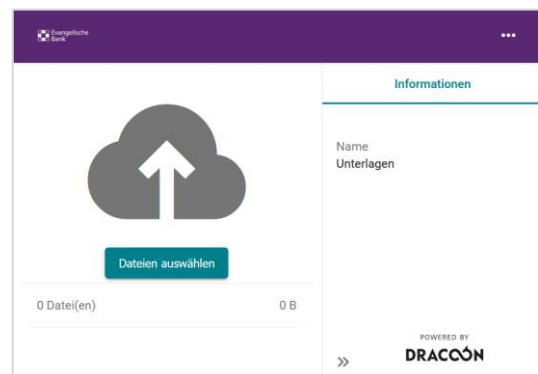 Evangelische
Bank
Informationen
Name
Unterlagen
Dateien auswählen
0 Datei(en) 0 B
POWERED BY
DRACOON